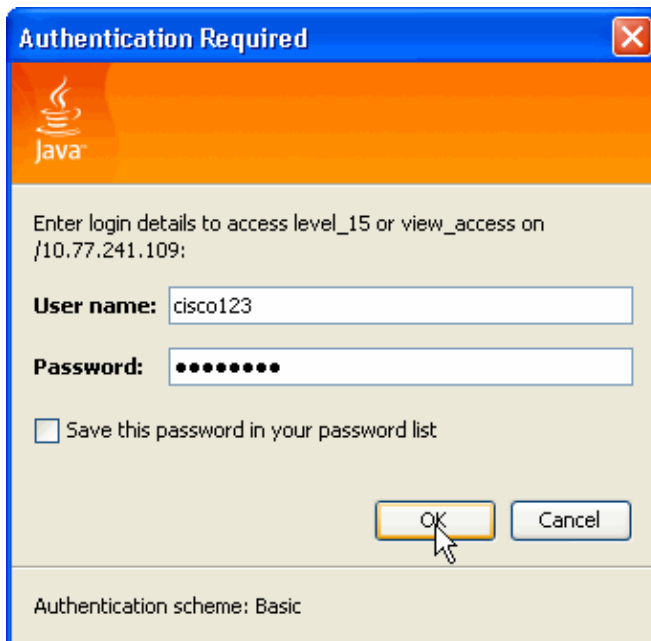 Authentication Required
Java™
Enter login details to access level_15 or view_access on
/10.77.241.109:
User name: cisco123
Password: ●●●●●●●●
Save this password in your password list
OK Cancel
Authentication scheme: Basic